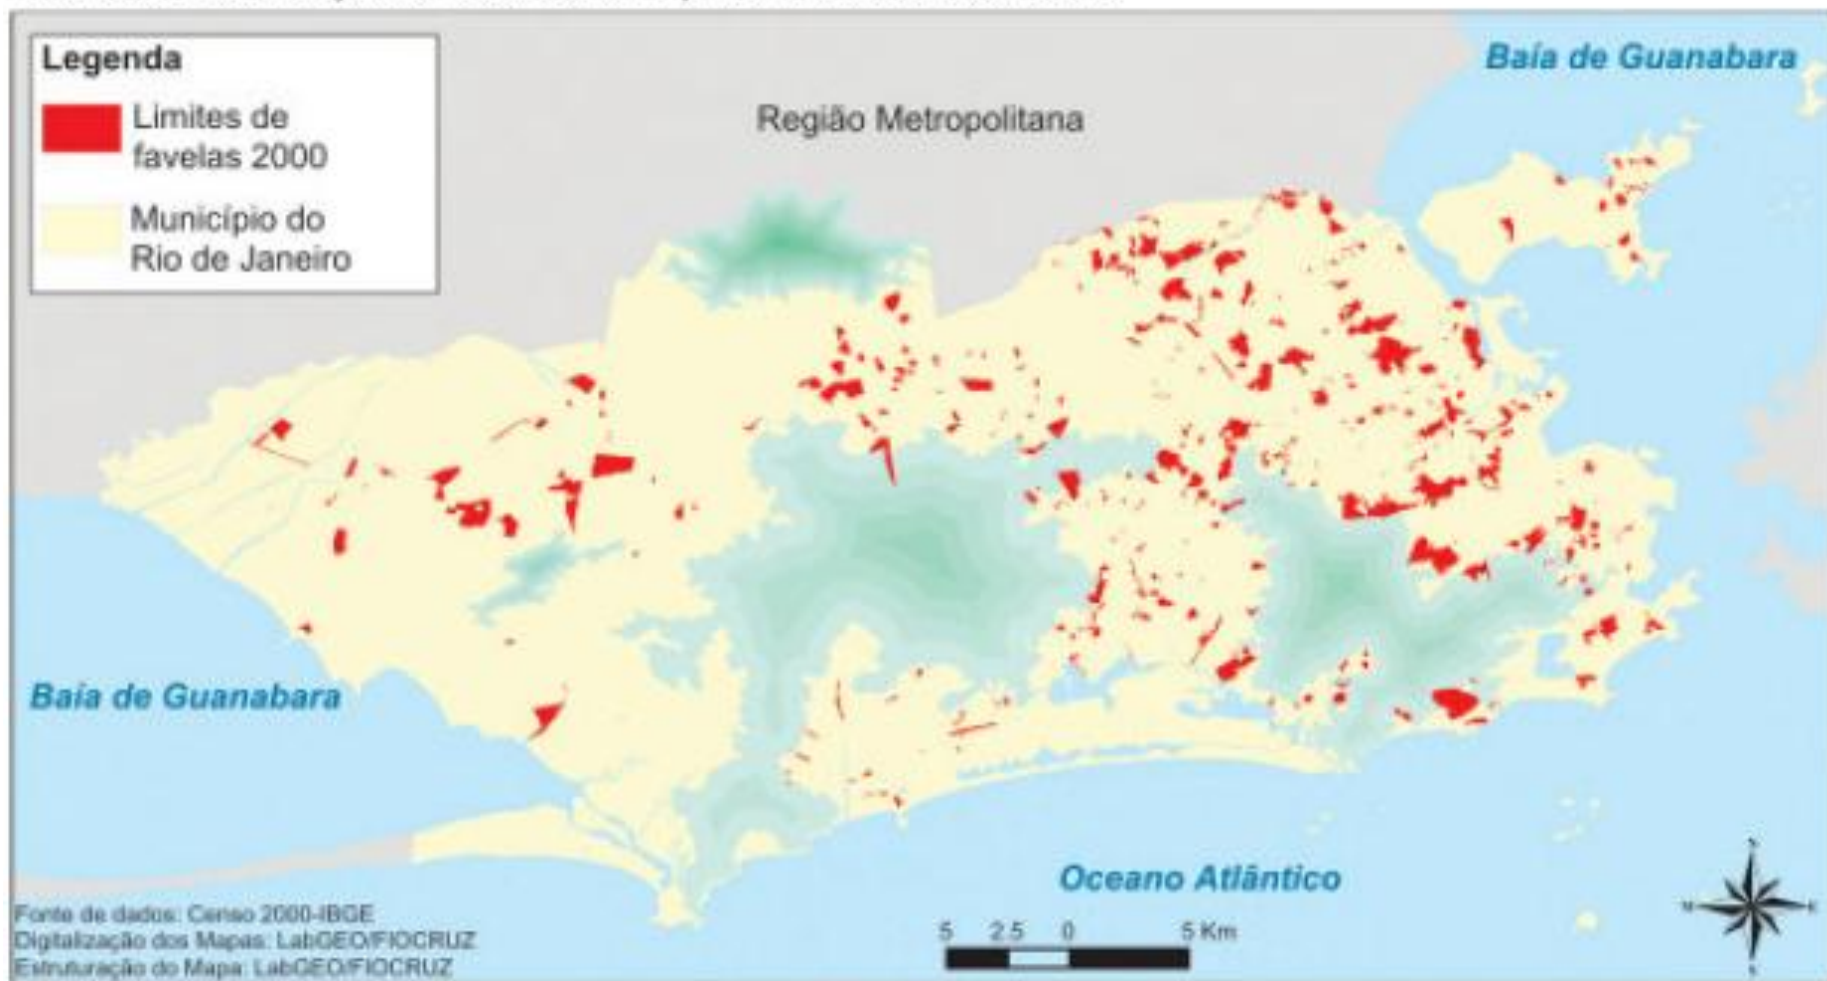 Legenda
Limites de
favelas 2000
Município do
Rio de Janeiro
Região Metropolitana
Baía de Guanabara
Baía de Guanabara
Oceano Atlântico
Fonte de dados: Censo 2000-IBGE
Digitalização dos Mapas: LabGEO/FIOCRUZ
Estruturação do Mapa: LabGEO/FIOCRUZ
5 2.5 0 5 Km